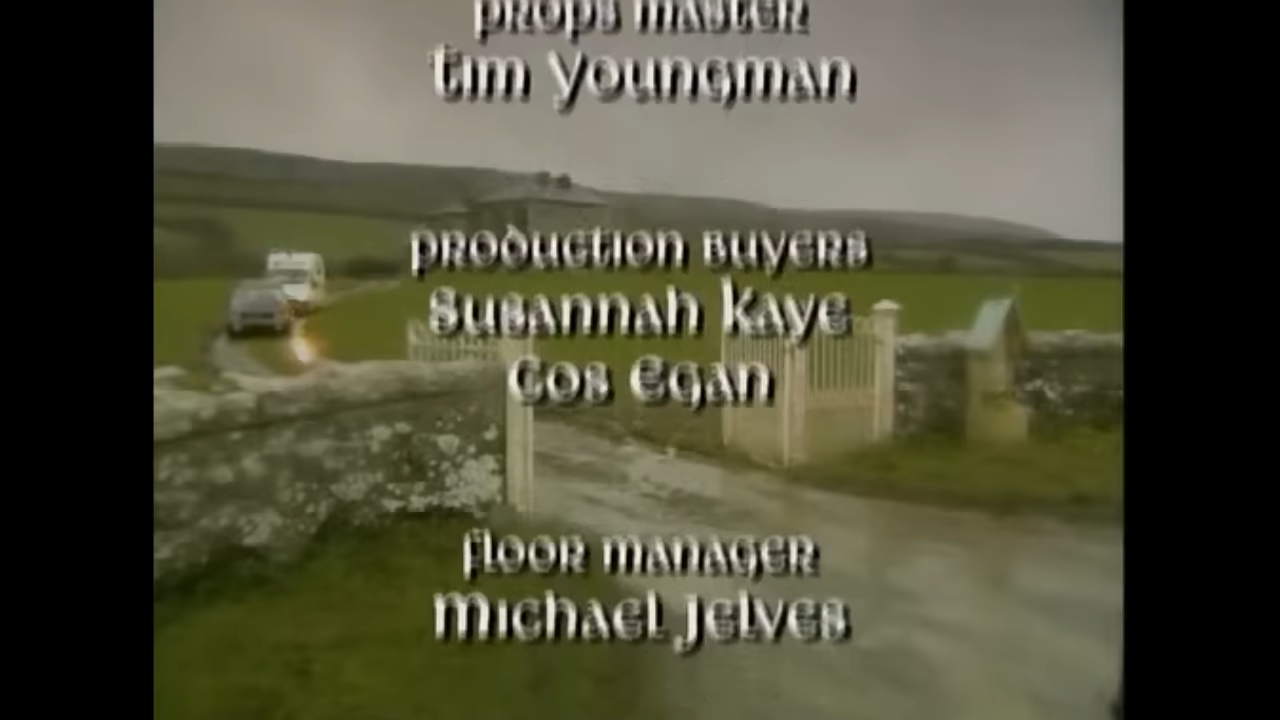 props master
Tim Youngman
production buyers
Susannah Kaye
Cos Egan
floor manager
Michael Jelves